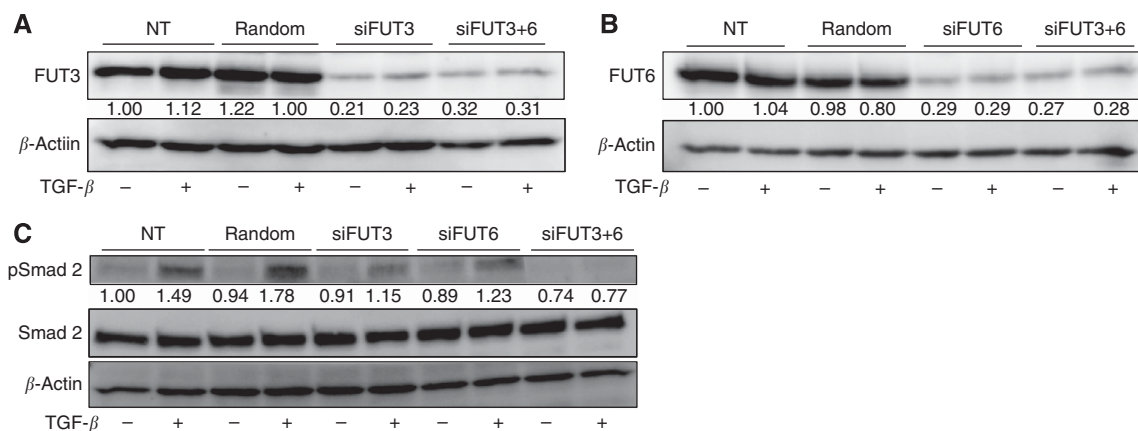 A
NT Random siFUT3 siFUT3+6
FUT3
1.00 1.12 1.22 1.00 0.21 0.23 0.32 0.31
β-Actiin
TGF-β – + – + – + – +
B
NT Random siFUT6 siFUT3+6
FUT6
1.00 1.04 0.98 0.80 0.29 0.29 0.27 0.28
β-Actin
TGF-β – + – + – + – +
C
NT Random siFUT3 siFUT6 siFUT3+6
pSmad 2
1.00 1.49 0.94 1.78 0.91 1.15 0.89 1.23 0.74 0.77
Smad 2
β-Actin
TGF-β – + – + – + – + – +